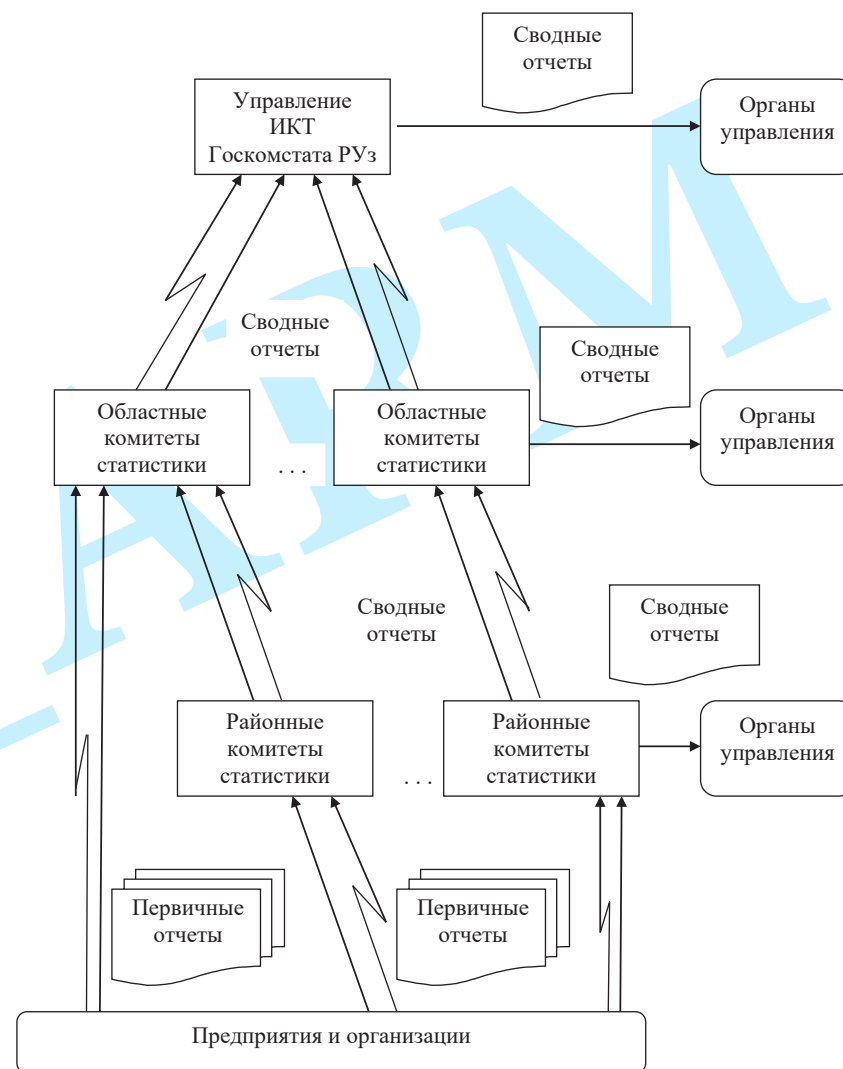 Сводные
отчеты
Управление
ИКТ
Госкомстата РУз
Органы
управления
Сводные
отчеты
Сводные
отчеты
Областные
комитеты
статистики
. . .
Областные
комитеты
статистики
Органы
управления
Сводные
отчеты
Сводные
отчеты
Районные
комитеты
статистики
. . .
Районные
комитеты
статистики
Органы
управления
Первичные
отчеты
Первичные
отчеты
Предприятия и организации